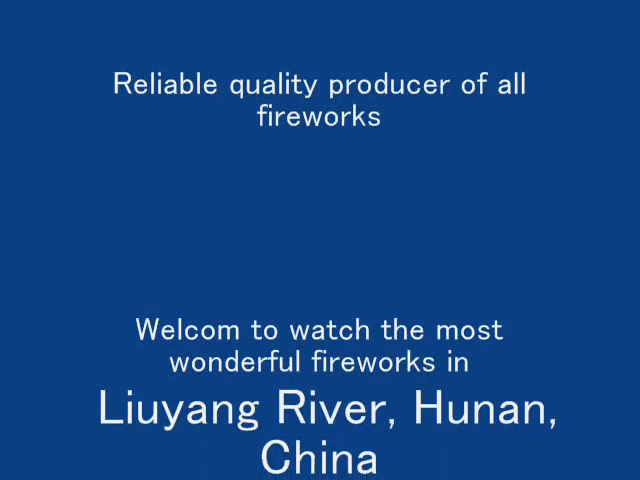 Reliable quality producer of all
fireworks
Welcom to watch the most
wonderful fireworks in
Liuyang River, Hunan,
China